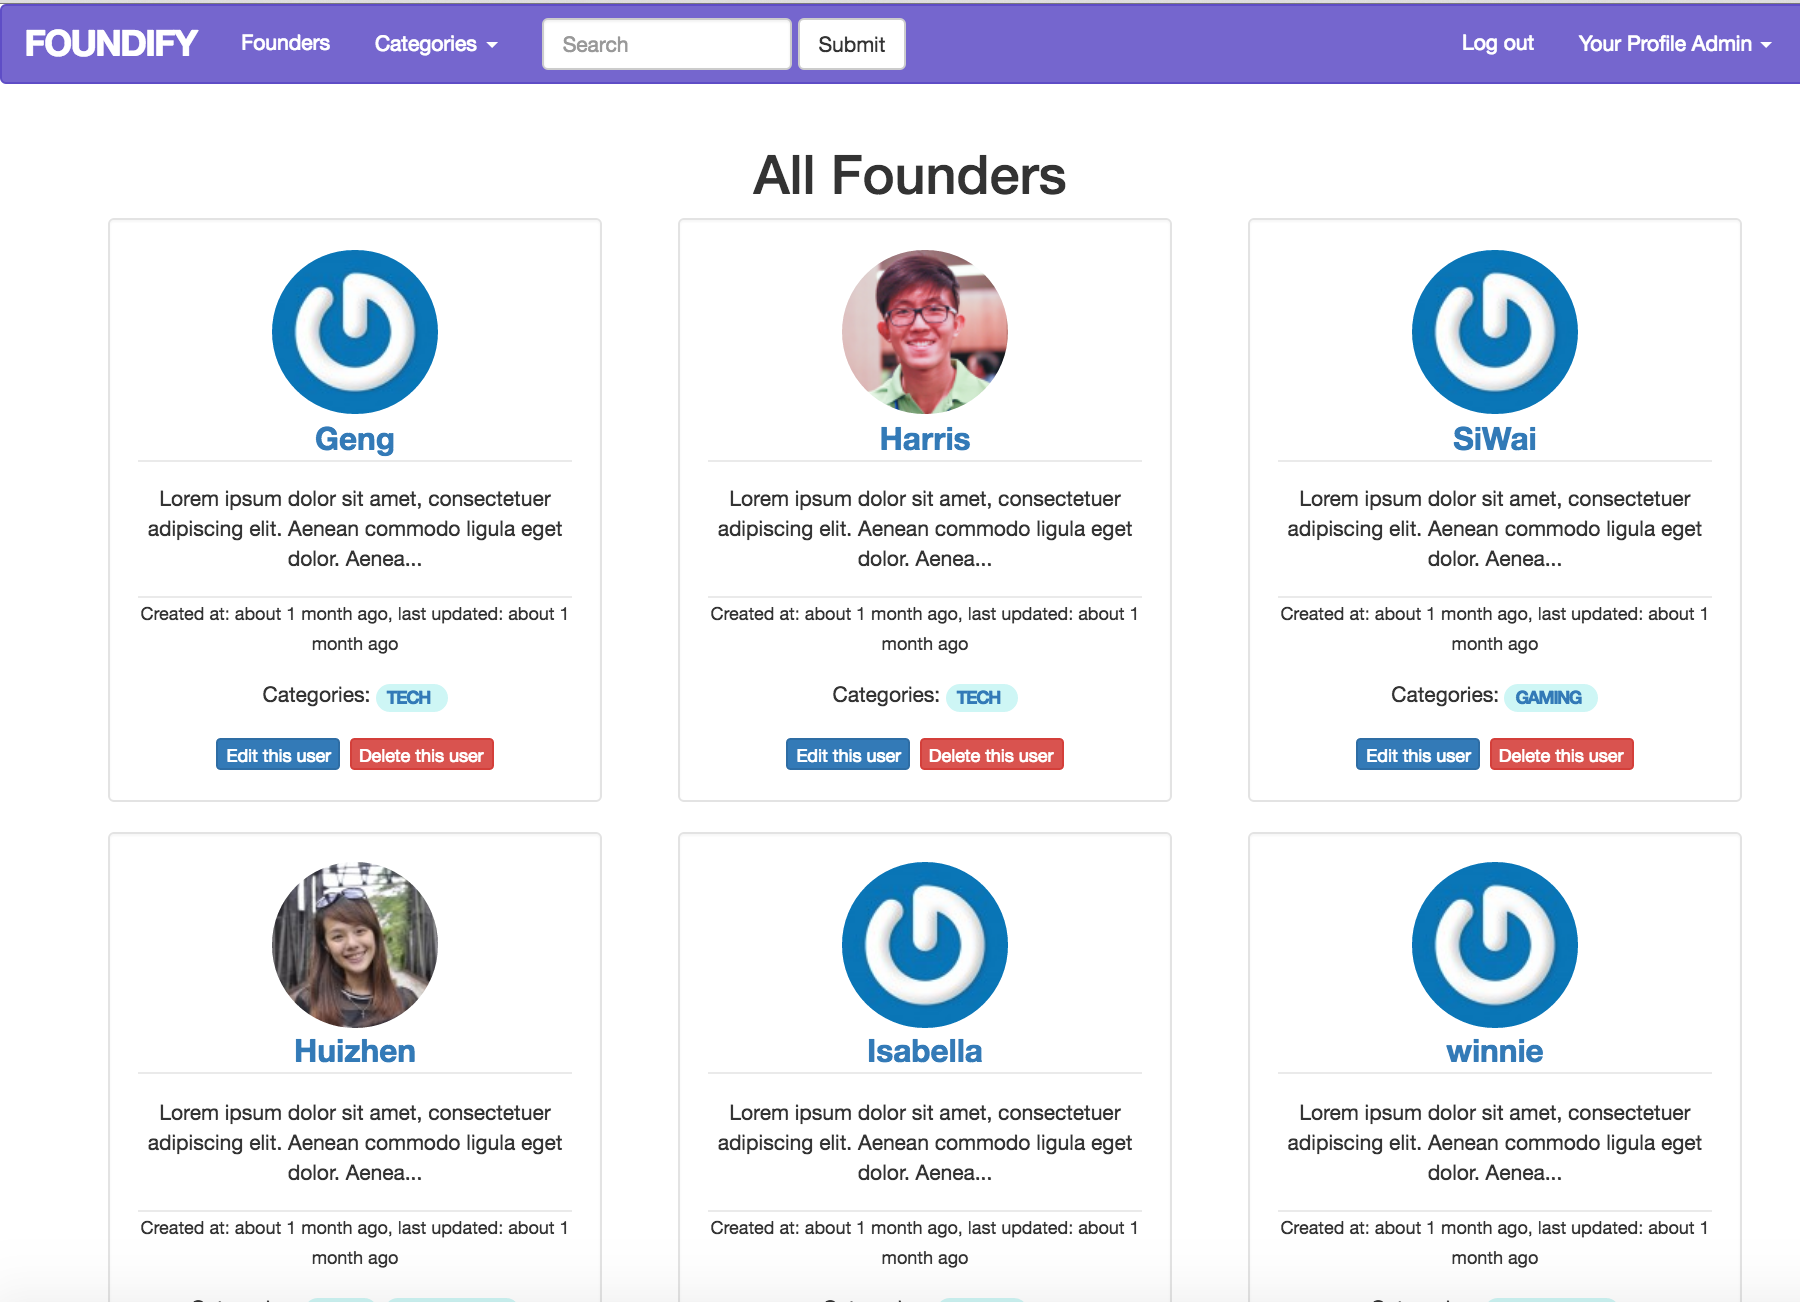 FOUNDIFY Founders Categories Search Submit Log out Your Profile Admin
All Founders
Geng
Lorem ipsum dolor sit amet, consectetuer
adipiscing elit. Aenean commodo ligula eget
dolor. Aenea...
Created at: about 1 month ago, last updated: about 1
month ago
Categories: TECH
Edit this user Delete this user
Harris
Lorem ipsum dolor sit amet, consectetuer
adipiscing elit. Aenean commodo ligula eget
dolor. Aenea...
Created at: about 1 month ago, last updated: about 1
month ago
Categories: TECH
Edit this user Delete this user
SiWai
Lorem ipsum dolor sit amet, consectetuer
adipiscing elit. Aenean commodo ligula eget
dolor. Aenea...
Created at: about 1 month ago, last updated: about 1
month ago
Categories: GAMING
Edit this user Delete this user
Huizhen
Lorem ipsum dolor sit amet, consectetuer
adipiscing elit. Aenean commodo ligula eget
dolor. Aenea...
Created at: about 1 month ago, last updated: about 1
month ago
Isabella
Lorem ipsum dolor sit amet, consectetuer
adipiscing elit. Aenean commodo ligula eget
dolor. Aenea...
Created at: about 1 month ago, last updated: about 1
month ago
winnie
Lorem ipsum dolor sit amet, consectetuer
adipiscing elit. Aenean commodo ligula eget
dolor. Aenea...
Created at: about 1 month ago, last updated: about 1
month ago